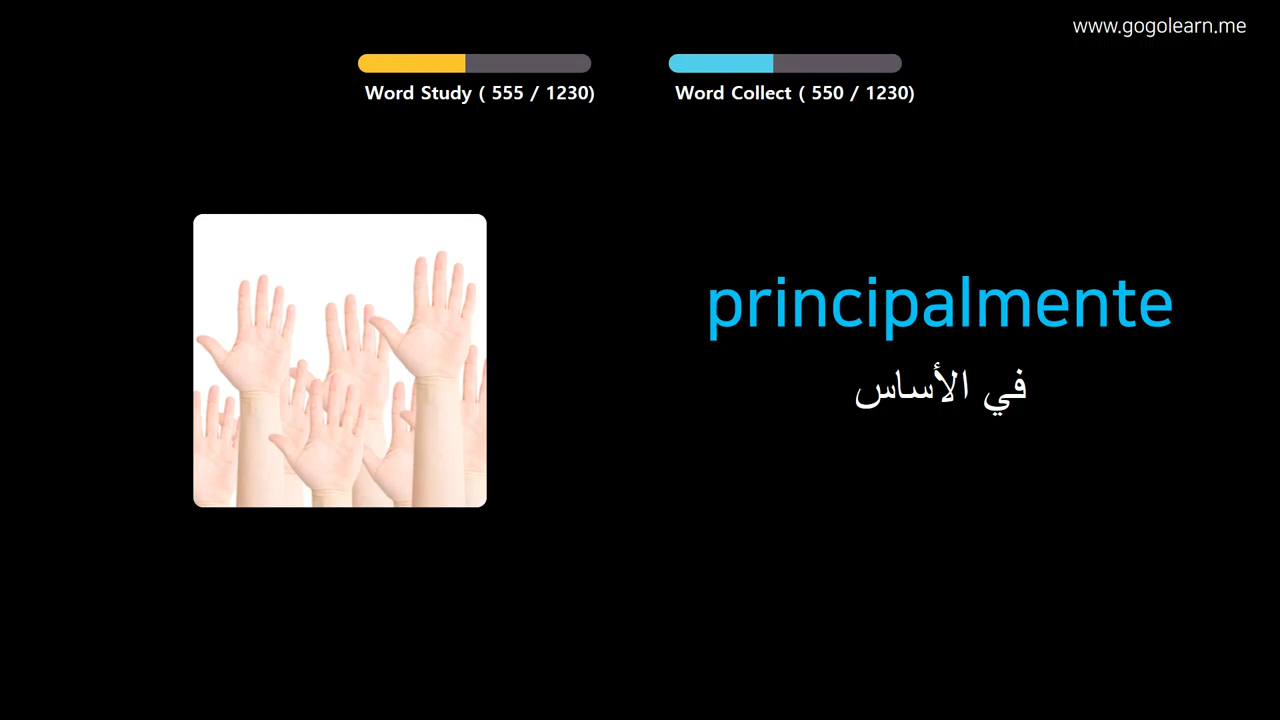 www.gogolearn.me
Word Study ( 555 / 1230)
Word Collect ( 550 / 1230)
principalmente
في الأساس